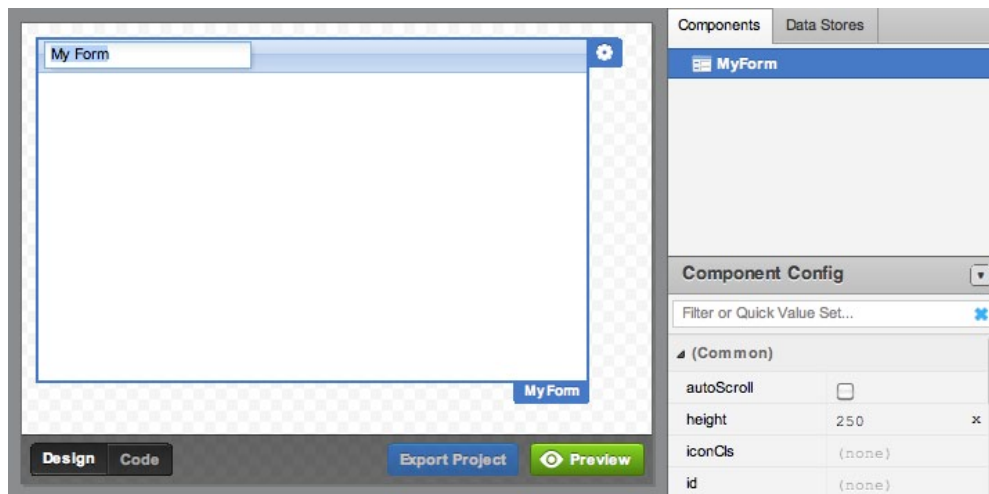 My Form
MyForm
Design
Code
Export Project
Preview
Components
Data Stores
MyForm
Component Config
Filter or Quick Value Set...
(Common)
autoScroll
height
250
x
iconCls
(none)
id
(none)